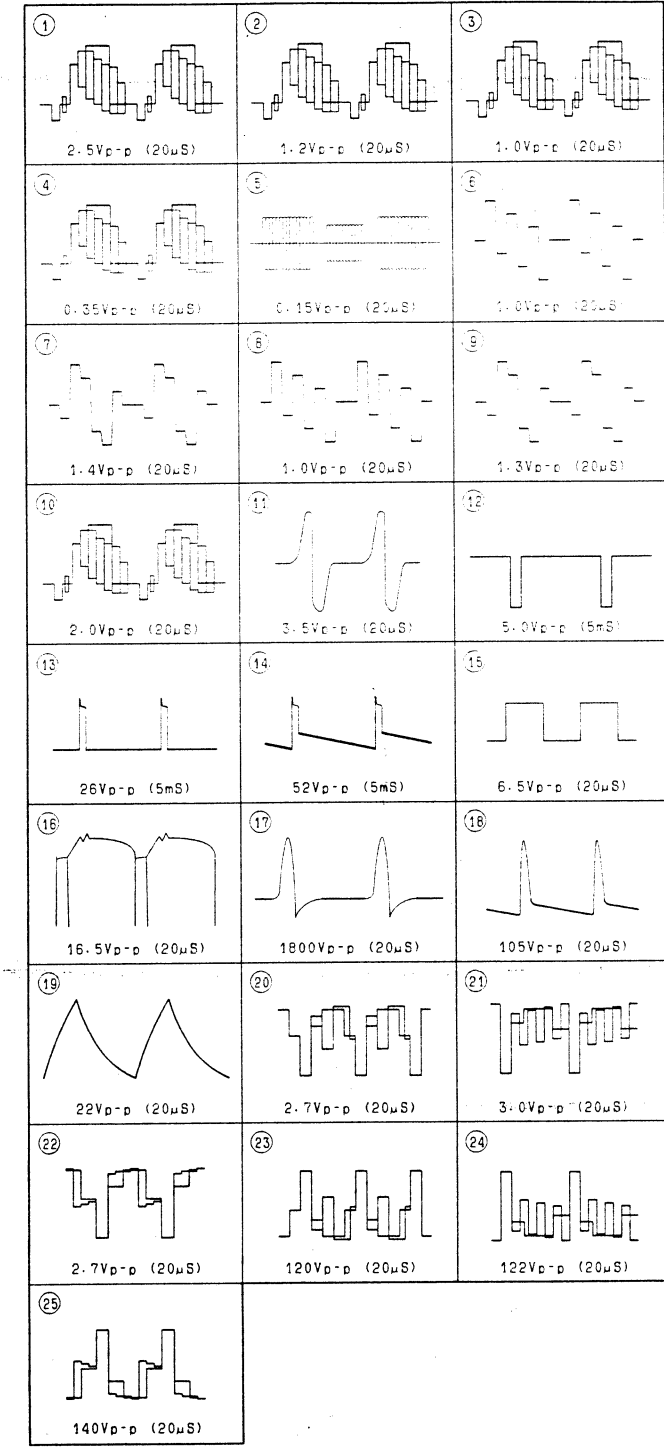 ① ② ③
2.5Vp-p (20μS) 1.2Vp-p (20μS) 1.0Vp-p (20μS)
④ ⑤ ⑥
0.35Vp-p (20μS) 0.15Vp-p (20μS) 1.0Vp-p (20μS)
⑦ ⑧ ⑨
1.4Vp-p (20μS) 1.0Vp-p (20μS) 1.3Vp-p (20μS)
⑩ ⑪ ⑫
2.0Vp-p (20μS) 3.5Vp-p (20μS) 5.0Vp-p (5mS)
⑬ ⑭ ⑮
26Vp-p (5mS) 52Vp-p (5mS) 6.5Vp-p (20μS)
⑯ ⑰ ⑱
16.5Vp-p (20μS) 1800Vp-p (20μS) 105Vp-p (20μS)
⑲ ⑳ ㉑
22Vp-p (20μS) 2.7Vp-p (20μS) 3.0Vp-p (20μS)
㉒ ㉓ ㉔
2.7Vp-p (20μS) 120Vp-p (20μS) 122Vp-p (20μS)
㉕
140Vp-p (20μS)